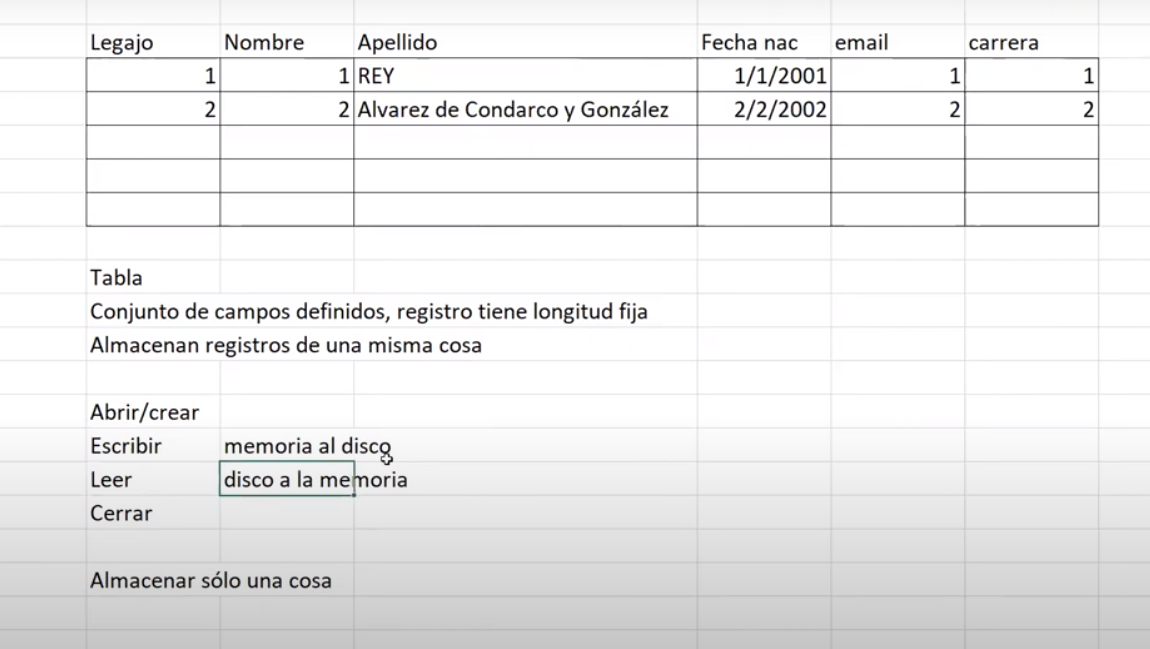 Legajo Nombre Apellido Fecha nac email carrera
1 1 REY 1/1/2001 1 1
2 2 Alvarez de Condarco y González 2/2/2002 2 2
Tabla
Conjunto de campos definidos, registro tiene longitud fija
Almacenan registros de una misma cosa
Abrir/crear
Escribir memoria al disco
Leer disco a la memoria
Cerrar
Almacenar sólo una cosa